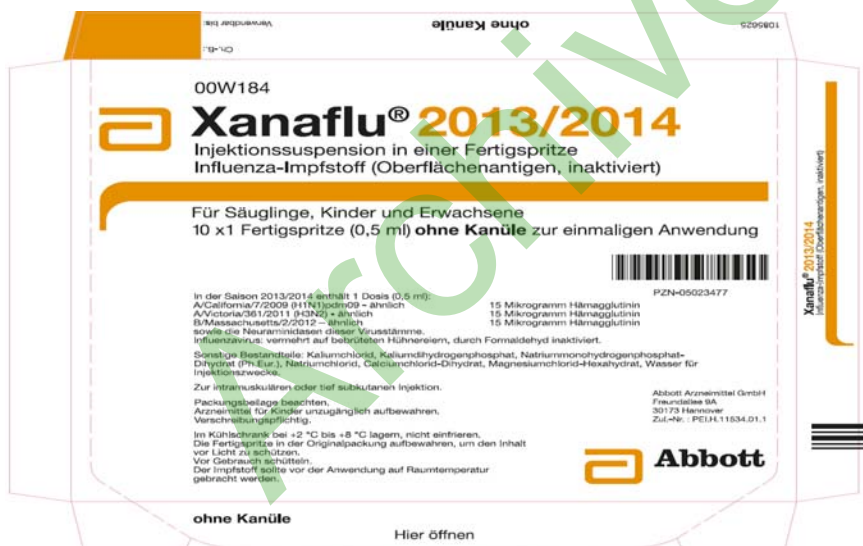 Verwendbar bis:
ohne Kanüle
1085625
Ch.-B.:
00W184
Xanaflu® 2013/2014
Injektionssuspension in einer Fertigspritze
Influenza-Impfstoff (Oberflächenantigen, inaktiviert)
Für Säuglinge, Kinder und Erwachsene
10 x1 Fertigspritze (0,5 ml) ohne Kanüle zur einmaligen Anwendung
PZN-05023477
In der Saison 2013/2014 enthält 1 Dosis (0,5 ml):
A/California/7/2009 (H1N1)pdm09 - ähnlich 15 Mikrogramm Hämagglutinin
A/Victoria/361/2011 (H3N2) - ähnlich 15 Mikrogramm Hämagglutinin
B/Massachusetts/2/2012 – ähnlich 15 Mikrogramm Hämagglutinin
sowie die Neuraminidasen dieser Virusstämme.
Influenzavirus: vermehrt auf bebrüteten Hühnereiern, durch Formaldehyd inaktiviert.
Sonstige Bestandteile: Kaliumchlorid, Kaliumdihydrogenphosphat, Natriummonohydrogenphosphat-
Dihydrat (Ph.Eur.), Natriumchlorid, Calciumchlorid-Dihydrat, Magnesiumchlorid-Hexahydrat, Wasser für
Injektionszwecke.
Zur intramuskulären oder tief subkutanen Injektion.
Packungsbeilage beachten.
Arzneimittel für Kinder unzugänglich aufbewahren.
Verschreibungspflichtig.
Im Kühlschrank bei +2 °C bis +8 °C lagern, nicht einfrieren.
Die Fertigspritze in der Originalpackung aufbewahren, um den Inhalt
vor Licht zu schützen.
Vor Gebrauch schütteln.
Der Impfstoff sollte vor der Anwendung auf Raumtemperatur
gebracht werden.
Abbott Arzneimittel GmbH
Freundallee 9A
30173 Hannover
Zul.-Nr. : PEI.H.11534.01.1
Abbott
ohne Kanüle
Hier öffnen
Xanaflu® 2013/2014
Influenza-Impfstoff (Oberflächenantigen, inaktiviert)
Archive